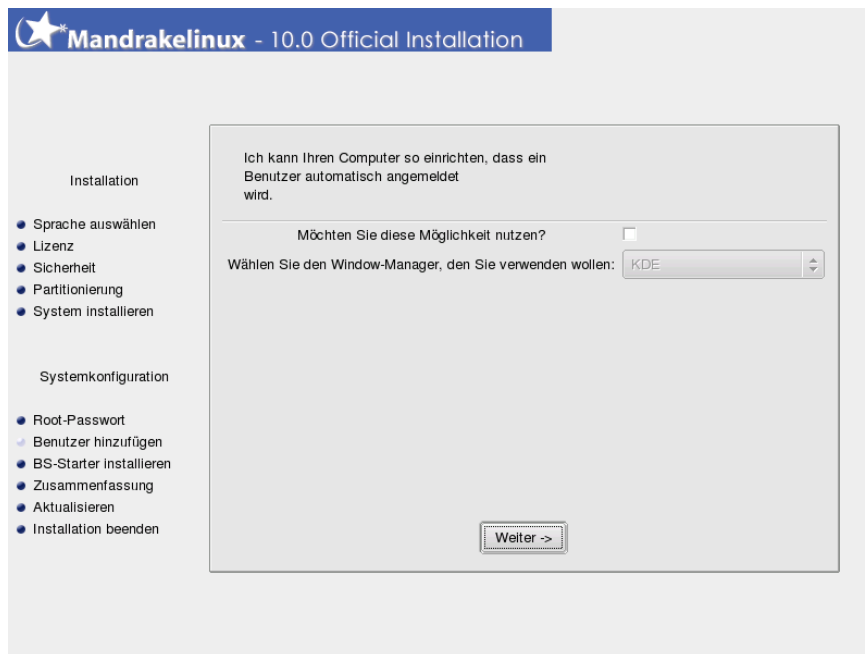 Mandrakelinux - 10.0 Official Installation
Installation
Sprache auswählen
Lizenz
Sicherheit
Partitionierung
System installieren
Systemkonfiguration
Root-Passwort
Benutzer hinzufügen
BS-Starter installieren
Zusammenfassung
Aktualisieren
Installation beenden
Ich kann Ihren Computer so einrichten, dass ein
Benutzer automatisch angemeldet
wird.
Möchten Sie diese Möglichkeit nutzen?
Wählen Sie den Window-Manager, den Sie verwenden wollen: KDE
Weiter ->